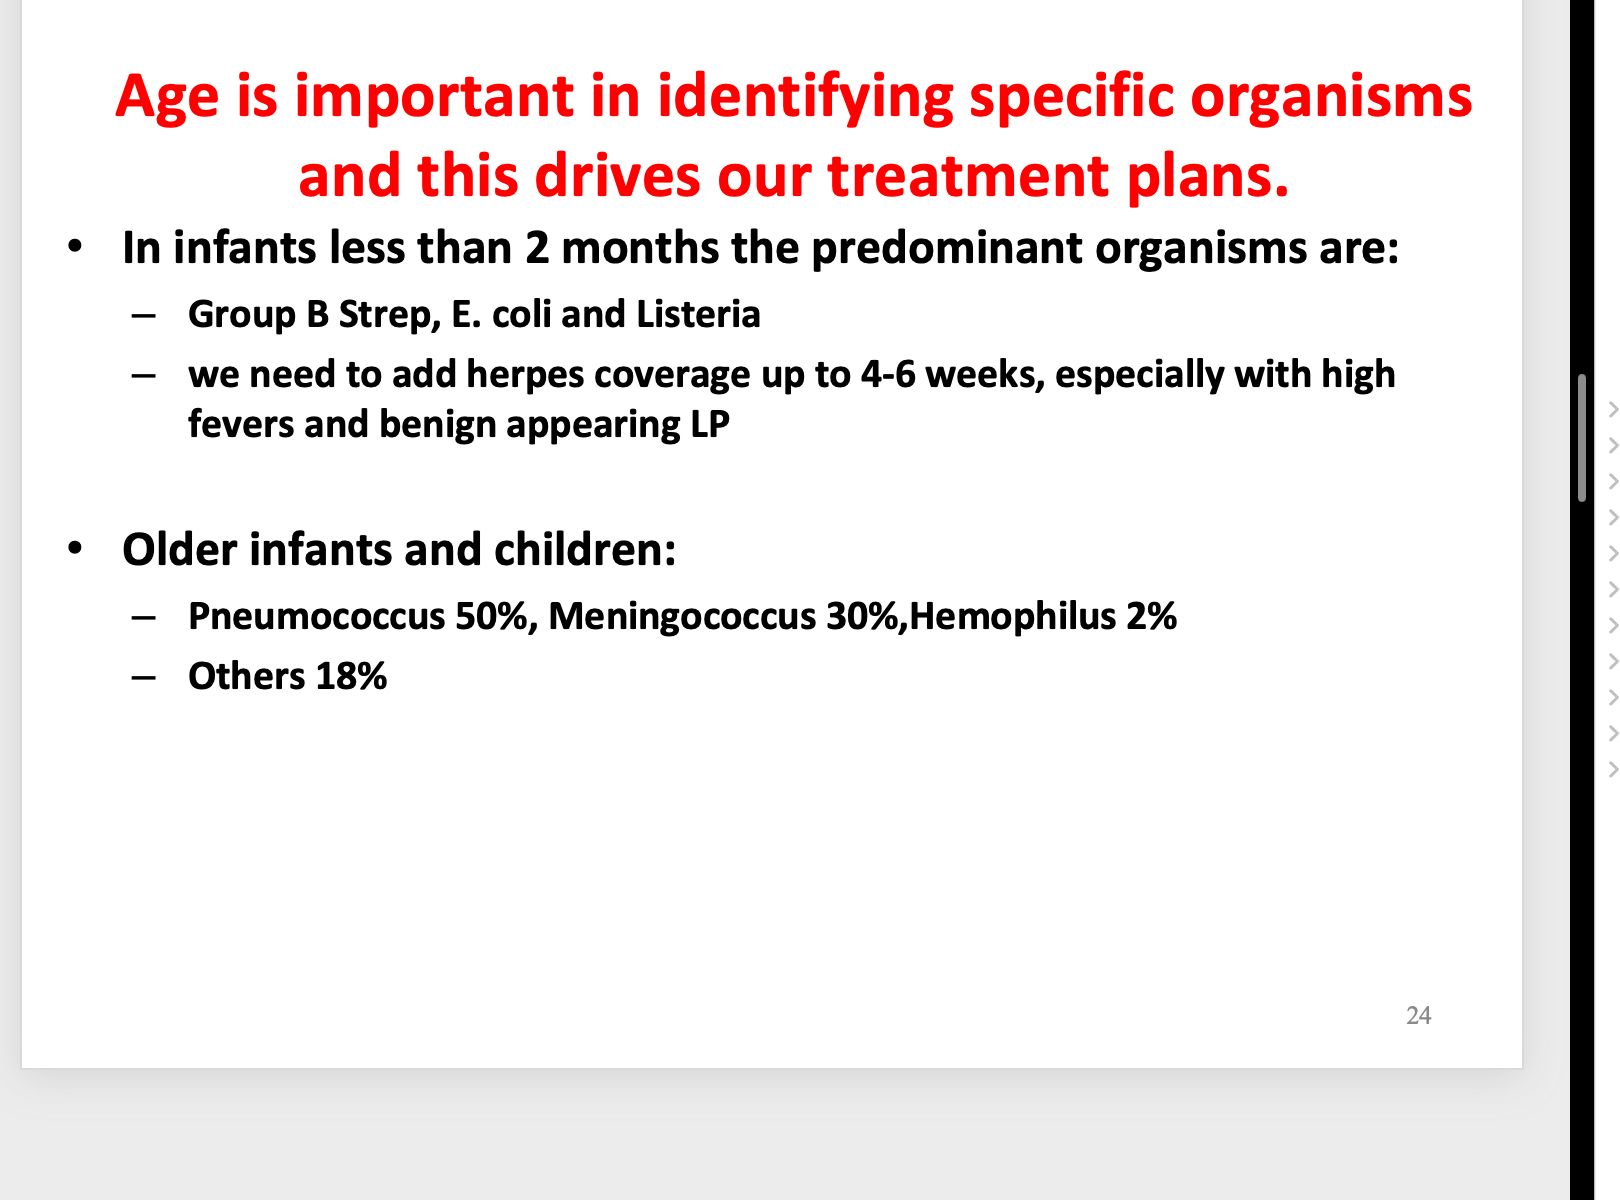 Age is important in identifying specific organisms
and this drives our treatment plans.
• In infants less than 2 months the predominant organisms are:
– Group B Strep, E. coli and Listeria
– we need to add herpes coverage up to 4-6 weeks, especially with high
fevers and benign appearing LP
• Older infants and children:
– Pneumococcus 50%, Meningococcus 30%,Hemophilus 2%
– Others 18%
24